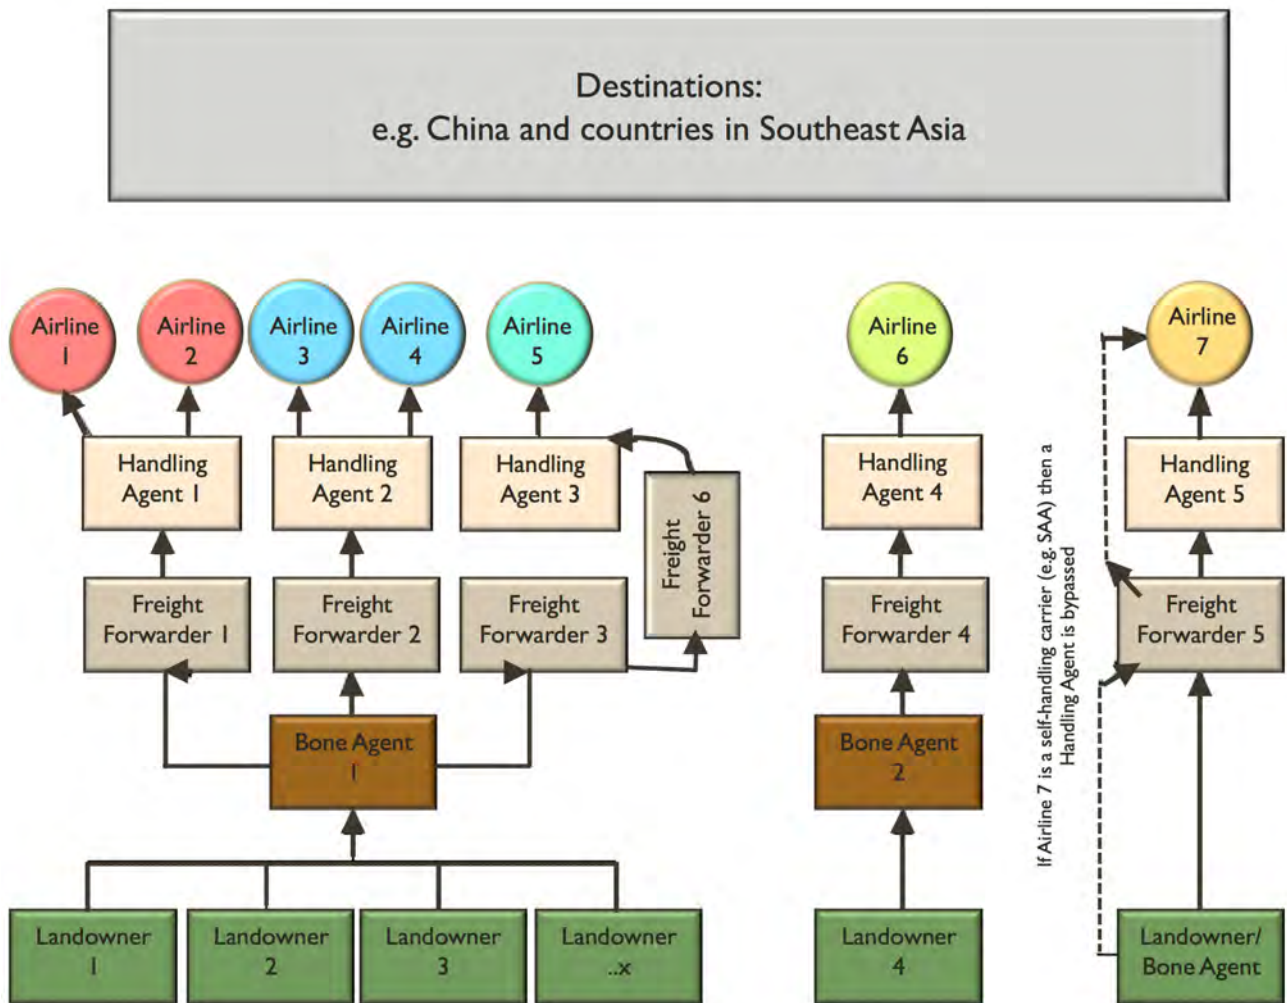 Destinations:
e.g. China and countries in Southeast Asia
Airline
1
Airline
2
Airline
3
Airline
4
Airline
5
Airline
6
Airline
7
Handling
Agent 1
Handling
Agent 2
Handling
Agent 3
Handling
Agent 4
Handling
Agent 5
Freight
Forwarder 6
If Airline 7 is a self-handling carrier (e.g. SAA) then a
Handling Agent is bypassed
Freight
Forwarder 1
Freight
Forwarder 2
Freight
Forwarder 3
Freight
Forwarder 4
Freight
Forwarder 5
Bone Agent
1
Bone Agent
2
Landowner
1
Landowner
2
Landowner
3
Landowner
..x
Landowner
4
Landowner/
Bone Agent